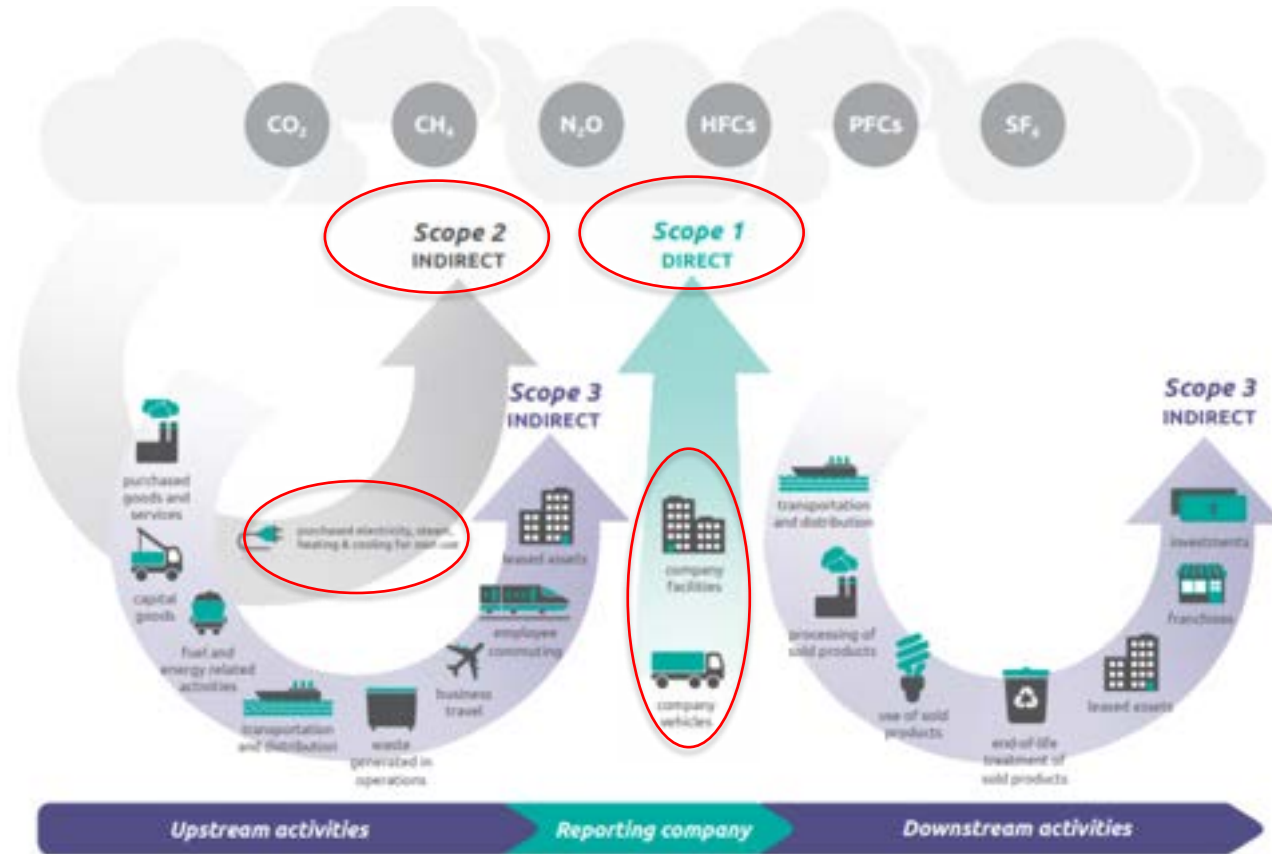 CO₂
CH₄
N₂O
HFCs
PFCs
SF₆
Scope 2
INDIRECT
Scope 1
DIRECT
Scope 3
INDIRECT
Scope 3
INDIRECT
purchased
goods and
services
capital
goods
fuel and
energy related
activities
transportation
and distribution
waste
generated in
operations
business
travel
employee
commuting
leased assets
purchased electricity, steam,
heating & cooling for own use
company
facilities
company
vehicles
transportation
and distribution
processing of
sold products
use of sold
products
end-of-life
treatment of
sold products
leased assets
franchises
investments
Upstream activities
Reporting company
Downstream activities